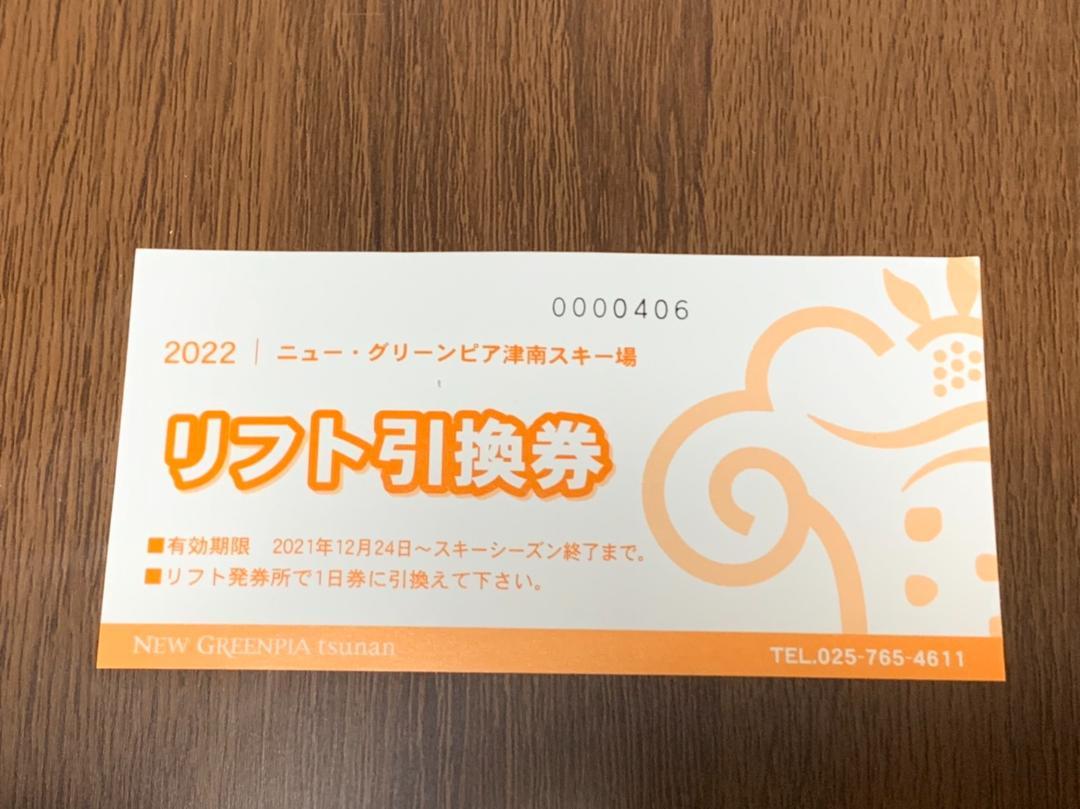 0000406
2022｜ニュー・グリーンピア津南スキー場
リフト引換券
■有効期限　2021年12月24日～スキーシーズン終了まで。
■リフト発券所で1日券に引換えて下さい。
NEW GREENPIA tsunan
TEL.025-765-4611